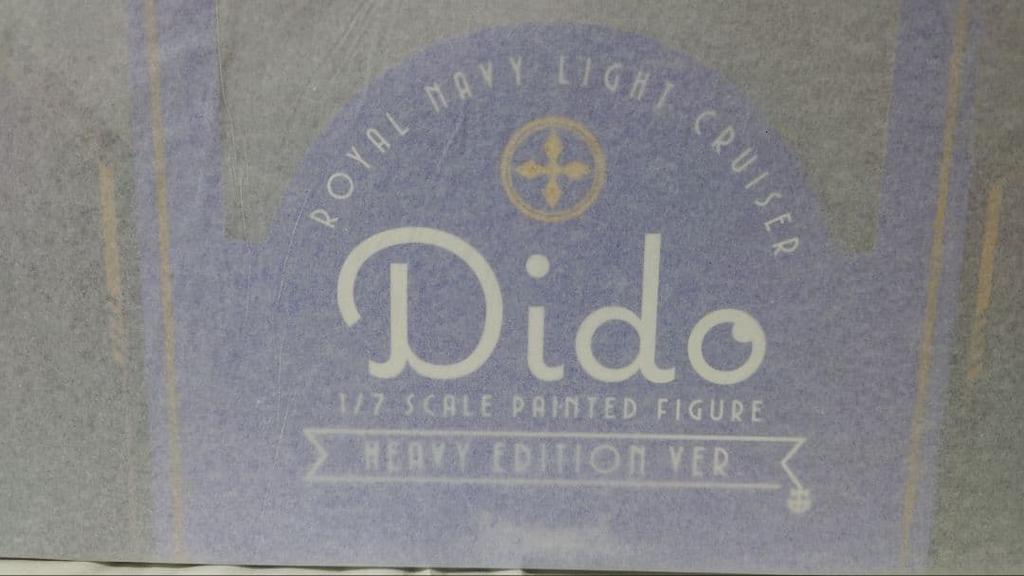 ROYAL NAVY LIGHT CRUISER
Dido
1/7 SCALE PAINTED FIGURE
HEAVY EDITION VER